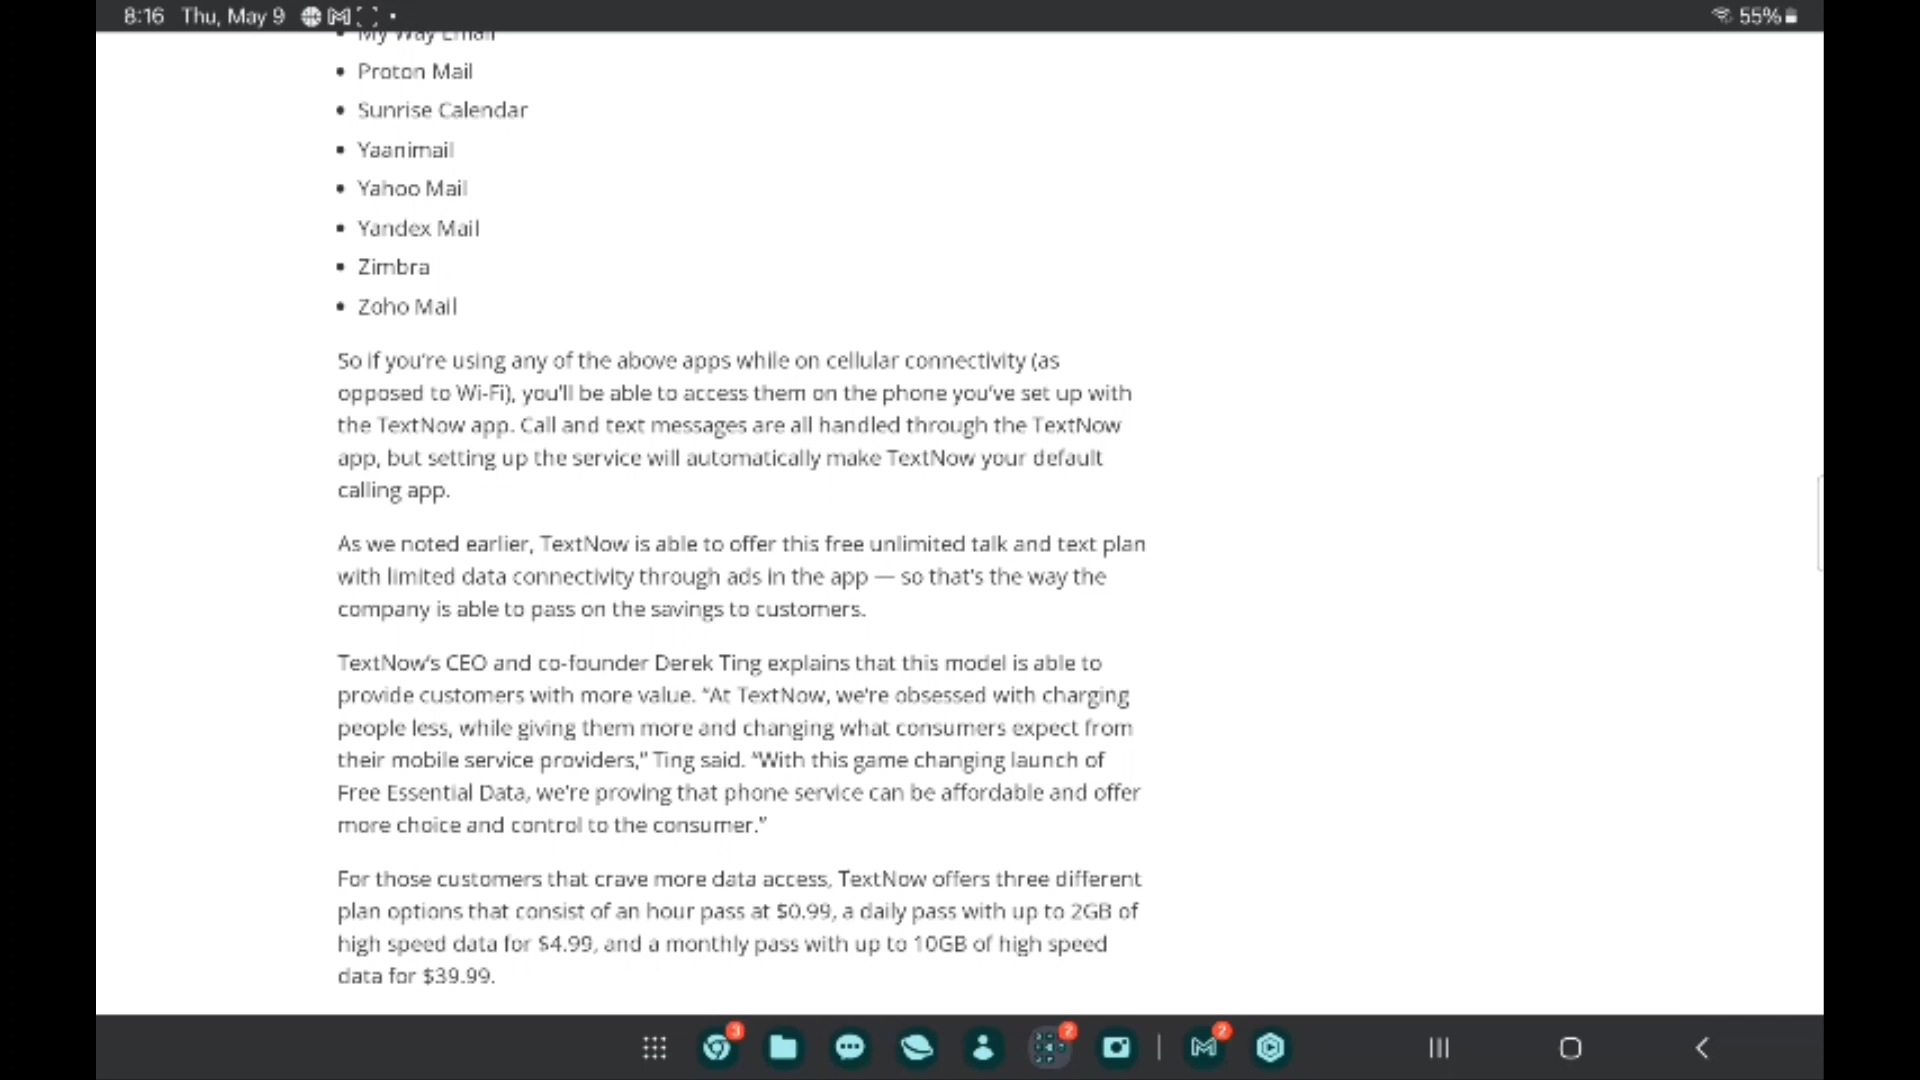 8:16 Thu, May 9 55%
My Way Email
• Proton Mail
• Sunrise Calendar
• Yaanimail
• Yahoo Mail
• Yandex Mail
• Zimbra
• Zoho Mail
So if you're using any of the above apps while on cellular connectivity (as
opposed to Wi-Fi), you'll be able to access them on the phone you've set up with
the TextNow app. Call and text messages are all handled through the TextNow
app, but setting up the service will automatically make TextNow your default
calling app.
As we noted earlier, TextNow is able to offer this free unlimited talk and text plan
with limited data connectivity through ads in the app — so that's the way the
company is able to pass on the savings to customers.
TextNow's CEO and co-founder Derek Ting explains that this model is able to
provide customers with more value. “At TextNow, we're obsessed with charging
people less, while giving them more and changing what consumers expect from
their mobile service providers,” Ting said. “With this game changing launch of
Free Essential Data, we're proving that phone service can be affordable and offer
more choice and control to the consumer.”
For those customers that crave more data access, TextNow offers three different
plan options that consist of an hour pass at $0.99, a daily pass with up to 2GB of
high speed data for $4.99, and a monthly pass with up to 10GB of high speed
data for $39.99.
3 2 2